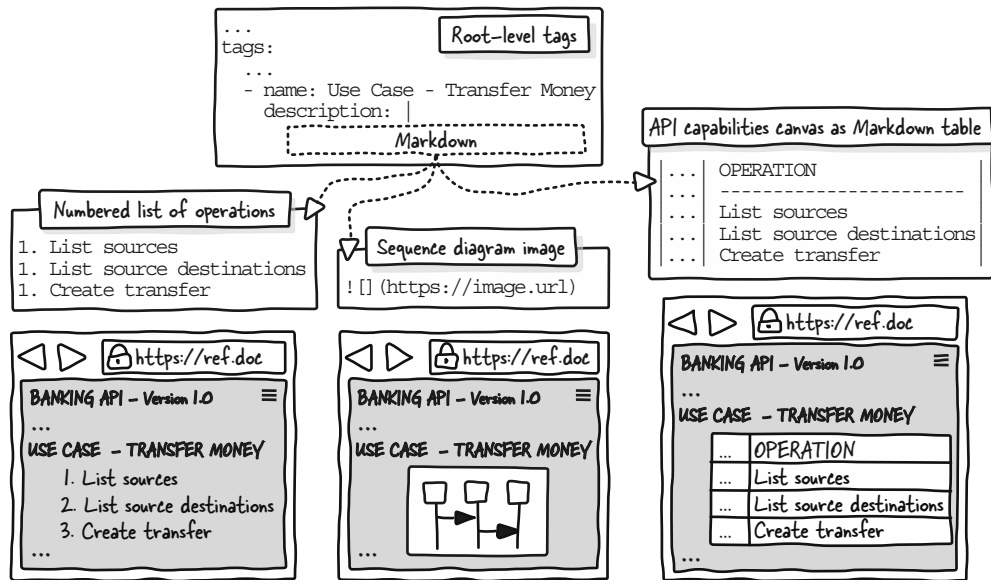 ...
Root-level tags
tags:
...
- name: Use Case - Transfer Money
description: |
Markdown
API capabilities canvas as Markdown table
|...| OPERATION |
|...| ----------------------- |
|...| List sources |
|...| List source destinations|
|...| Create transfer |
Numbered list of operations
1. List sources
1. List source destinations
1. Create transfer
Sequence diagram image
![](https://image.url)
https://ref.doc
BANKING API - Version 1.0
...
USE CASE - TRANSFER MONEY
1. List sources
2. List source destinations
3. Create transfer
...
https://ref.doc
BANKING API - Version 1.0
...
USE CASE - TRANSFER MONEY
...
https://ref.doc
BANKING API - Version 1.0
...
USE CASE - TRANSFER MONEY
... OPERATION
... List sources
... List source destinations
... Create transfer
...